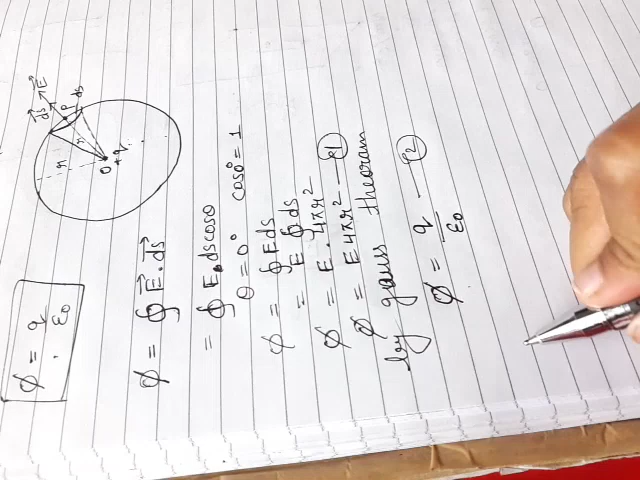 φ = q / ε₀
ds⃗ E⃗
P ds
r r
O +q
φ = ∮ E⃗ . ds⃗
= ∮ E . ds cosθ
θ = 0° cos0° = 1
φ = ∮ E ds
= E ∮ ds
φ = E . 4πr² — ①
φ = E 4πr² — ①
by gauss theoram
φ = q / ε₀ — ②